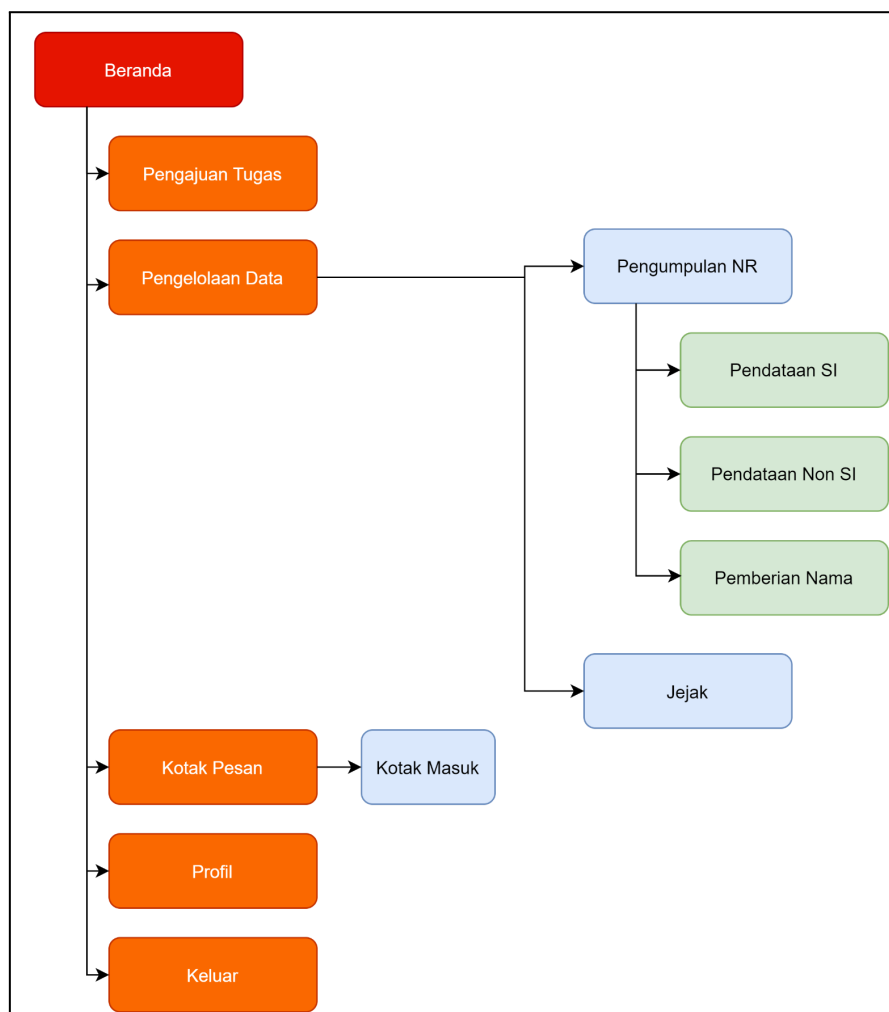 Beranda
Pengajuan Tugas
Pengelolaan Data
Pengumpulan NR
Pendataan SI
Pendataan Non SI
Pemberian Nama
Jejak
Kotak Pesan
Kotak Masuk
Profil
Keluar